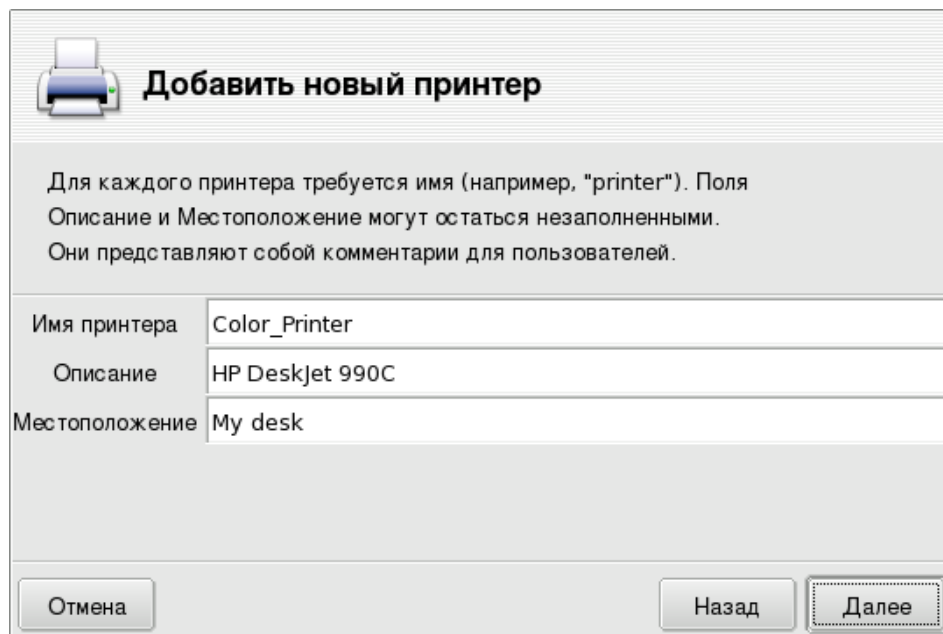 Добавить новый принтер
Для каждого принтера требуется имя (например, "printer"). Поля
Описание и Местоположение могут остаться незаполненными.
Они представляют собой комментарии для пользователей.
Имя принтера Color_Printer
Описание HP DeskJet 990C
Местоположение My desk
Отмена Назад Далее